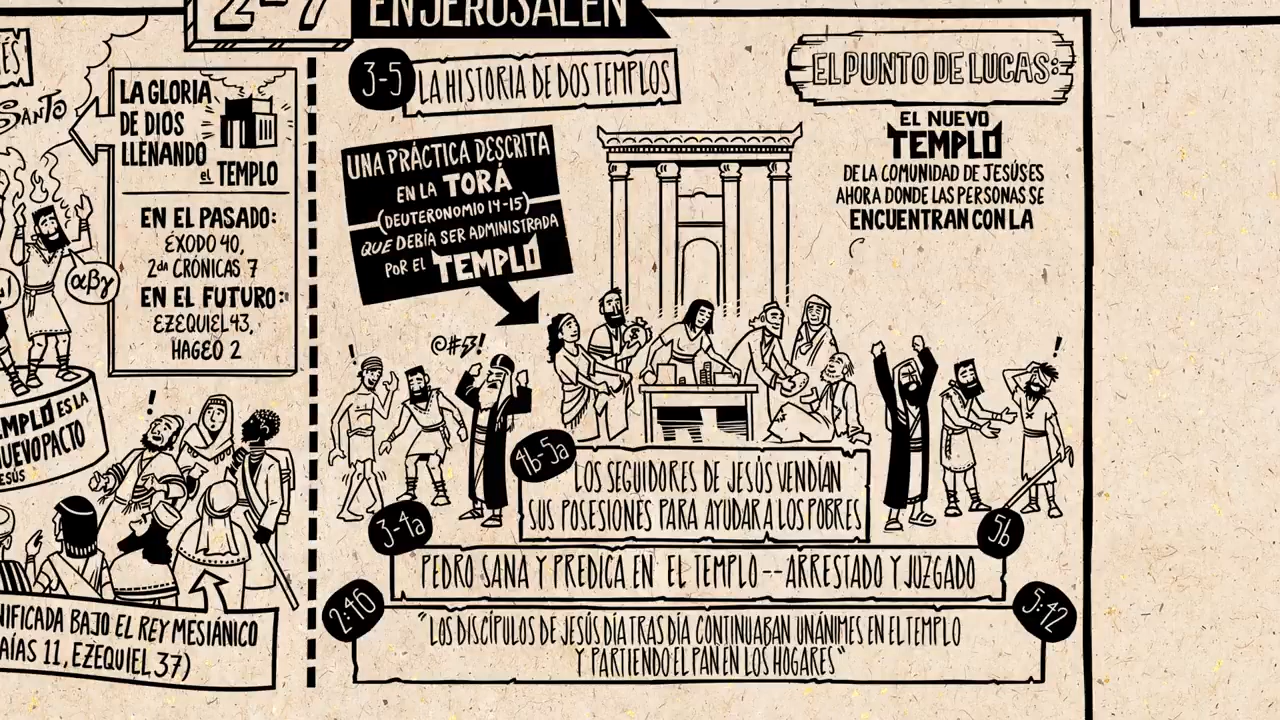 2-7
EN JERUSALÉN
SANTO
LA GLORIA
DE DIOS
LLENANDO
el TEMPLO
EN EL PASADO:
ÉXODO 40,
2da CRÓNICAS 7
EN EL FUTURO:
EZEQUIEL 43,
HAGEO 2
αβγ
!
ES LA
NUEVO PACTO
JESÚS
BAJO EL REY MESIÁNICO
11, EZEQUIEL 37)
3-5
LA HISTORIA DE DOS TEMPLOS
UNA PRÁCTICA DESCRITA
EN LA TORÁ
(DEUTERONOMIO 14-15)
QUE DEBÍA SER ADMINISTRADA
POR EL TEMPLO
EL PUNTO DE LUCAS:
EL NUEVO
TEMPLO
DE LA COMUNIDAD DE JESÚS ES
AHORA DONDE LAS PERSONAS SE
ENCUENTRAN CON LA
!
@#$!
$
!
4b-5a
LOS SEGUIDORES DE JESÚS VENDÍAN
SUS POSESIONES PARA AYUDAR A LOS POBRES
3-4a
5b
PEDRO SANA Y PREDICA EN EL TEMPLO--ARRESTADO Y JUZGADO
2:46
5:42
"LOS DISCÍPULOS DE JESÚS DÍA TRAS DÍA CONTINUABAN UNÁNIMES EN EL TEMPLO
Y PARTIENDO EL PAN EN LOS HOGARES"